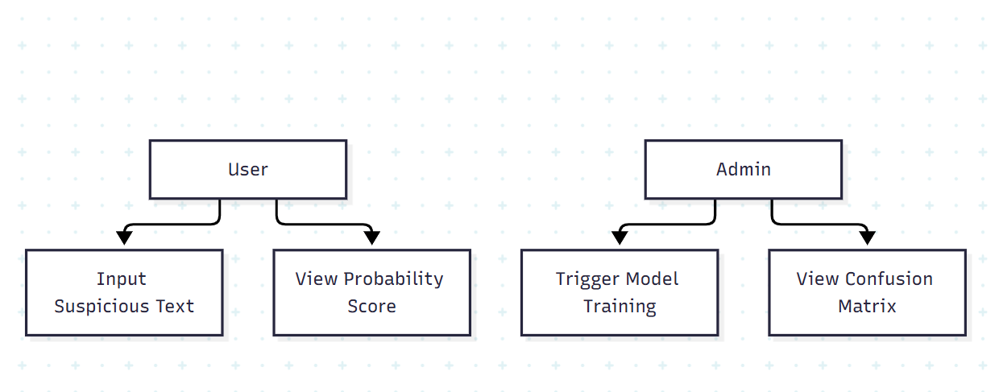 User
Admin
Input
Suspicious Text
View Probability
Score
Trigger Model
Training
View Confusion
Matrix